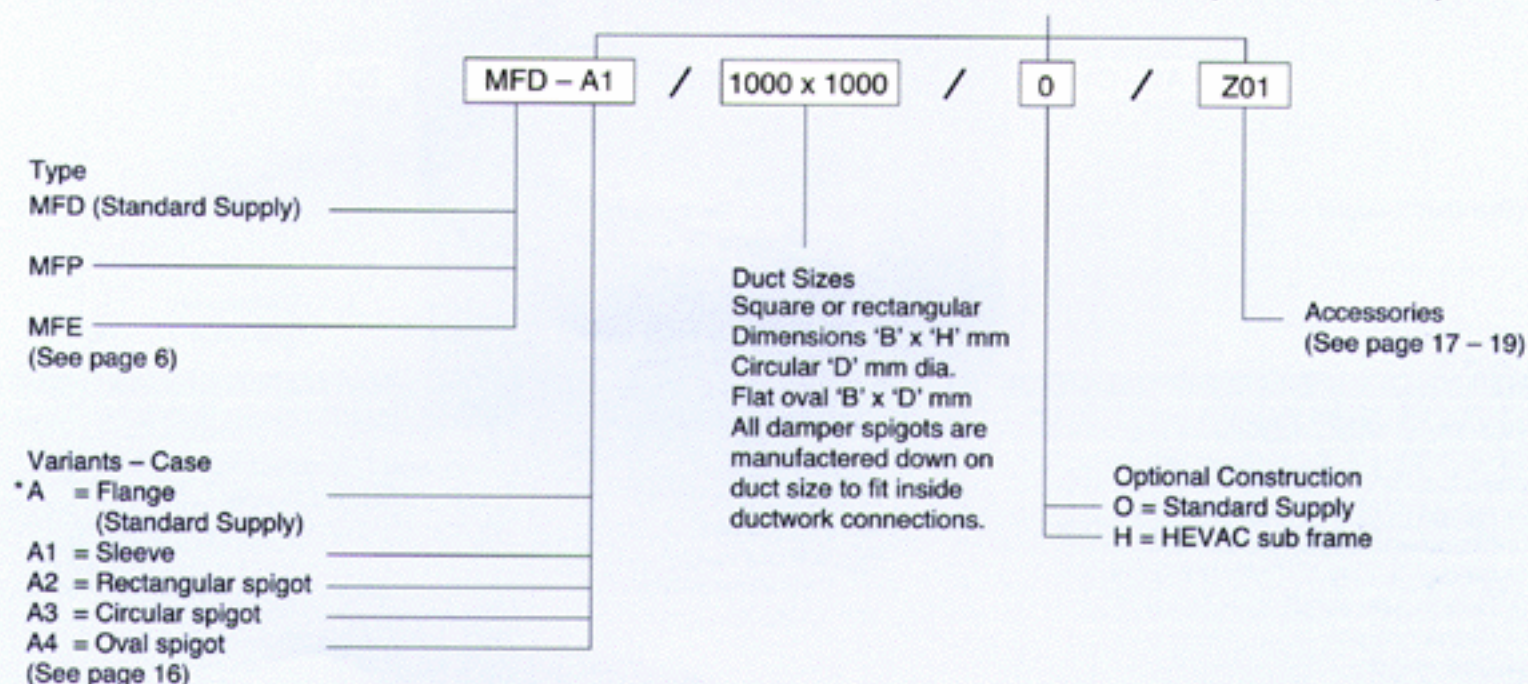 MFD – A1 / 1000 x 1000 / 0 / Z01
Type
MFD (Standard Supply)
MFP
MFE
(See page 6)
Variants – Case
*A = Flange
(Standard Supply)
A1 = Sleeve
A2 = Rectangular spigot
A3 = Circular spigot
A4 = Oval spigot
(See page 16)
Duct Sizes
Square or rectangular
Dimensions ‘B’ x ‘H’ mm
Circular ‘D’ mm dia.
Flat oval ‘B’ x ‘D’ mm
All damper spigots are
manufactered down on
duct size to fit inside
ductwork connections.
Optional Construction
O = Standard Supply
H = HEVAC sub frame
Accessories
(See page 17 – 19)